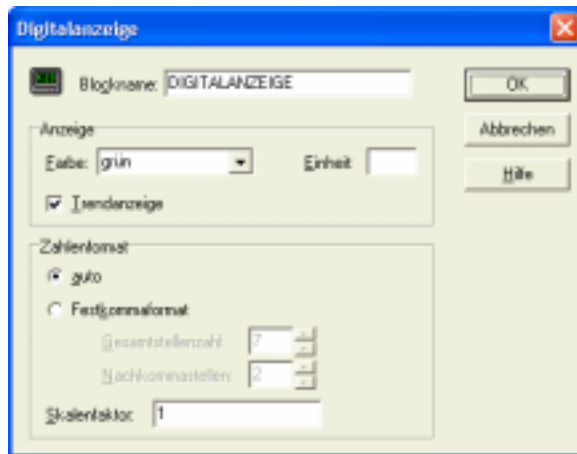 Digitalanzeige
Blockname: DIGITALANZEIGE
OK
Anzeige
Abbrechen
Farbe: grün Einheit:
Hilfe
Trendanzeige
Zahlenformat
auto
Festkommaformat
Gesamtstellenzahl: 7
Nachkommastellen: 2
Skalenfaktor: 1